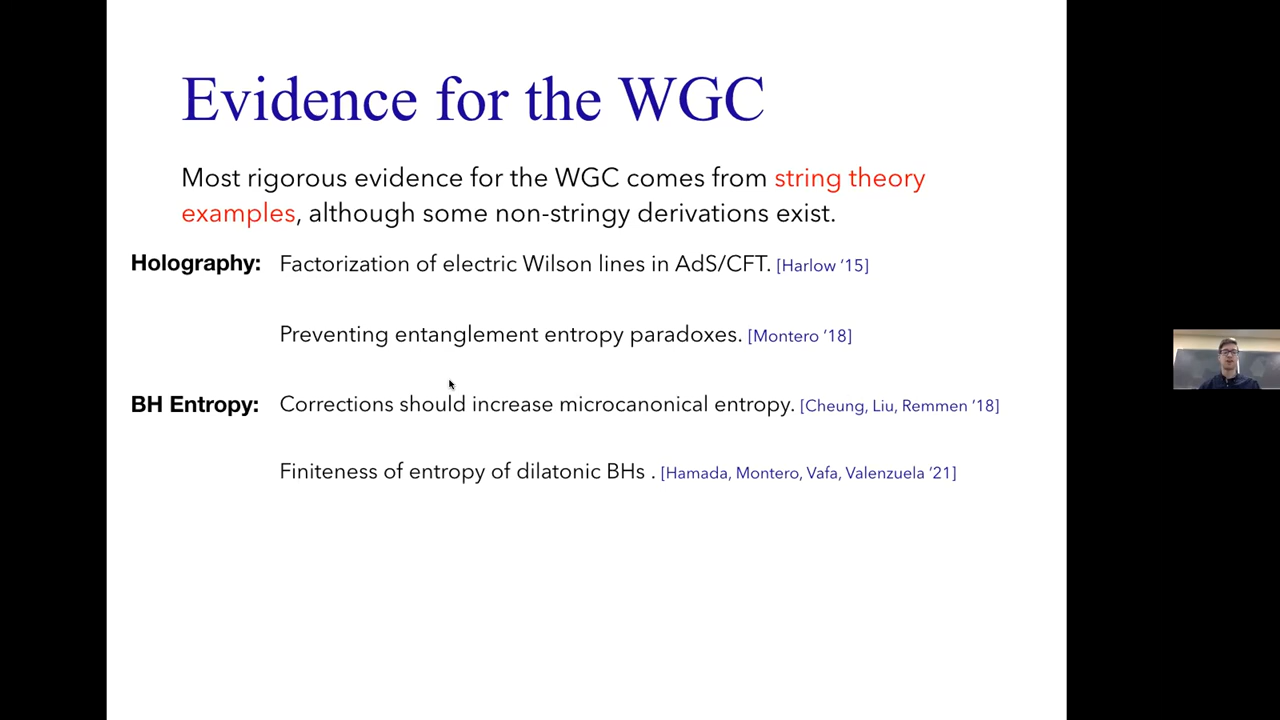 Evidence for the WGC
Most rigorous evidence for the WGC comes from string theory
examples, although some non-stringy derivations exist.
Holography: Factorization of electric Wilson lines in AdS/CFT. [Harlow ’15]
Preventing entanglement entropy paradoxes. [Montero ’18]
BH Entropy: Corrections should increase microcanonical entropy. [Cheung, Liu, Remmen ’18]
Finiteness of entropy of dilatonic BHs . [Hamada, Montero, Vafa, Valenzuela ’21]